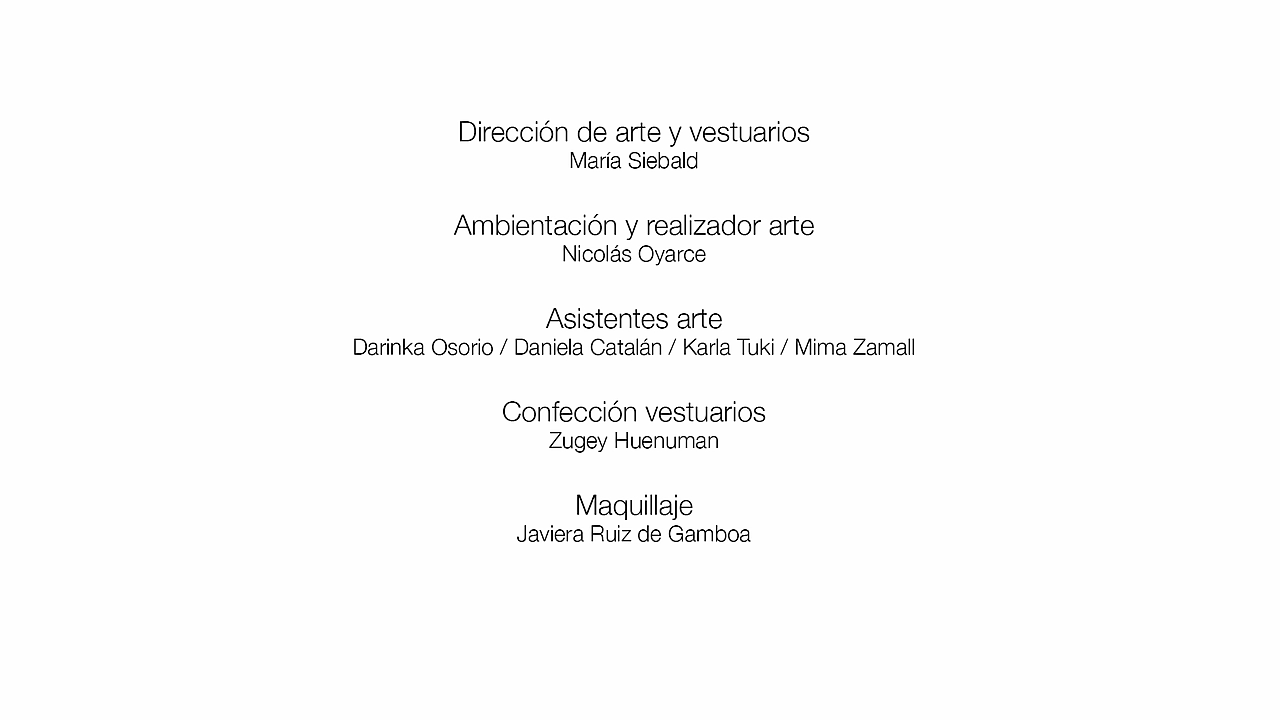 Dirección de arte y vestuarios
María Siebald
Ambientación y realizador arte
Nicolás Oyarce
Asistentes arte
Darinka Osorio / Daniela Catalán / Karla Tuki / Mima Zamall
Confección vestuarios
Zugey Huenuman
Maquillaje
Javiera Ruiz de Gamboa